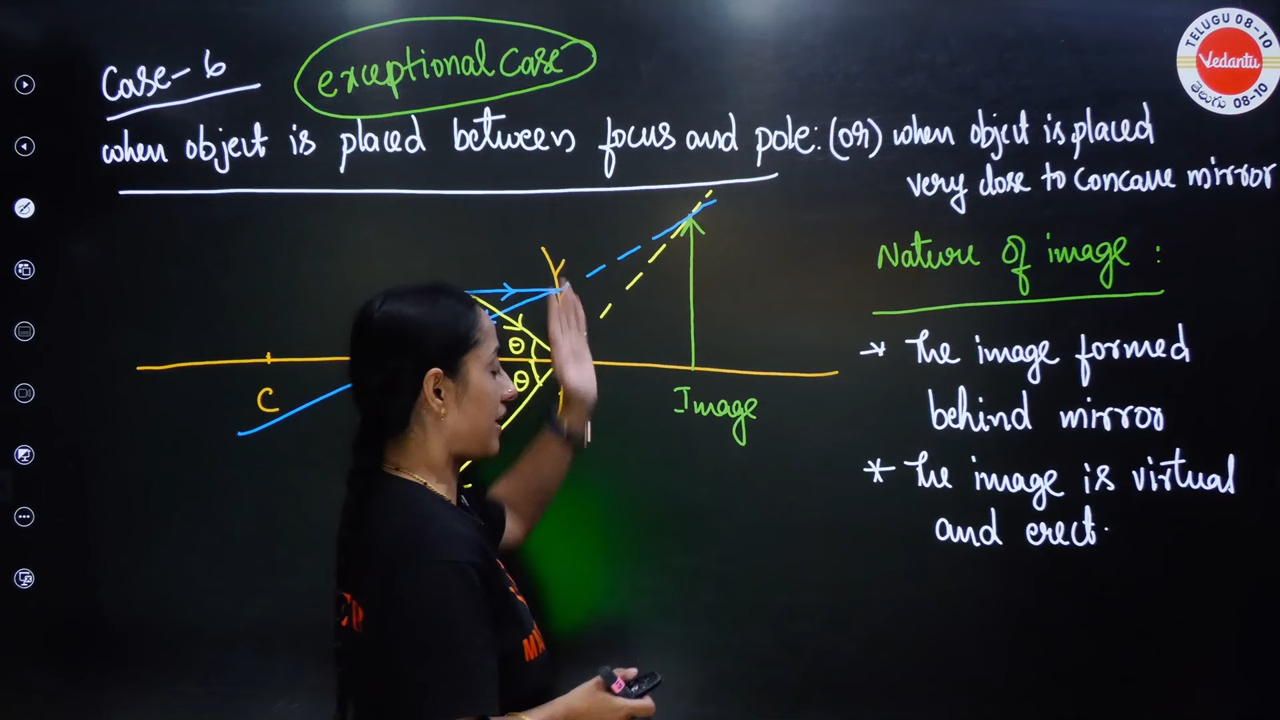 Case-6
exceptional case
when object is placed between focus and pole: (or) when object is placed
very close to concave mirror
Nature of image :
The image formed
behind mirror
* The image is virtual
and erect.
θ
θ
C
Image
TELUGU 08-10
Vedantu
తెలుగు 08-10